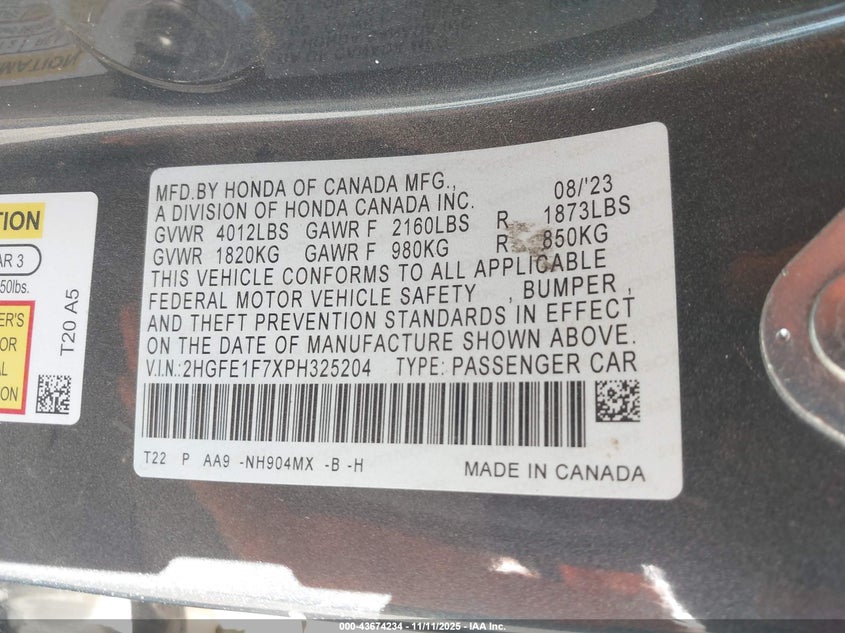 MFD.BY HONDA OF CANADA MFG., 08/'23
A DIVISION OF HONDA CANADA INC.
GVWR 4012LBS GAWR F 2160LBS R 1873LBS
GVWR 1820KG GAWR F 980KG R 850KG
THIS VEHICLE CONFORMS TO ALL APPLICABLE
FEDERAL MOTOR VEHICLE SAFETY , BUMPER ,
AND THEFT PREVENTION STANDARDS IN EFFECT
ON THE DATE OF MANUFACTURE SHOWN ABOVE.
V.I.N.:2HGFE1F7XPH325204 TYPE: PASSENGER CAR
T22 P AA9 -NH904MX -B -H
MADE IN CANADA
AR 3
50lbs.
T20 A5
000-43674234 - 11/11/2025 - IAA Inc.